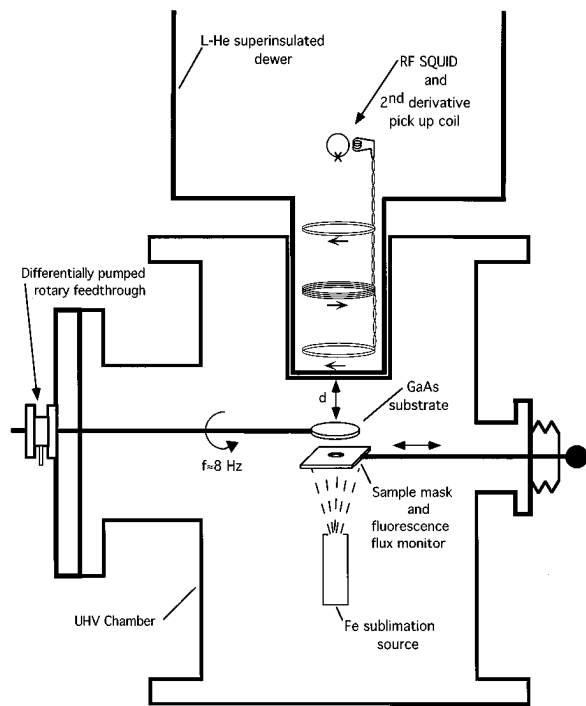 L-He superinsulated
dewer
RF SQUID
and
2nd derivative
pick up coil
Differentially pumped
rotary feedthrough
GaAs
substrate
d
f≈8 Hz
Sample mask
and
fluorescence
flux monitor
UHV Chamber
Fe sublimation
source